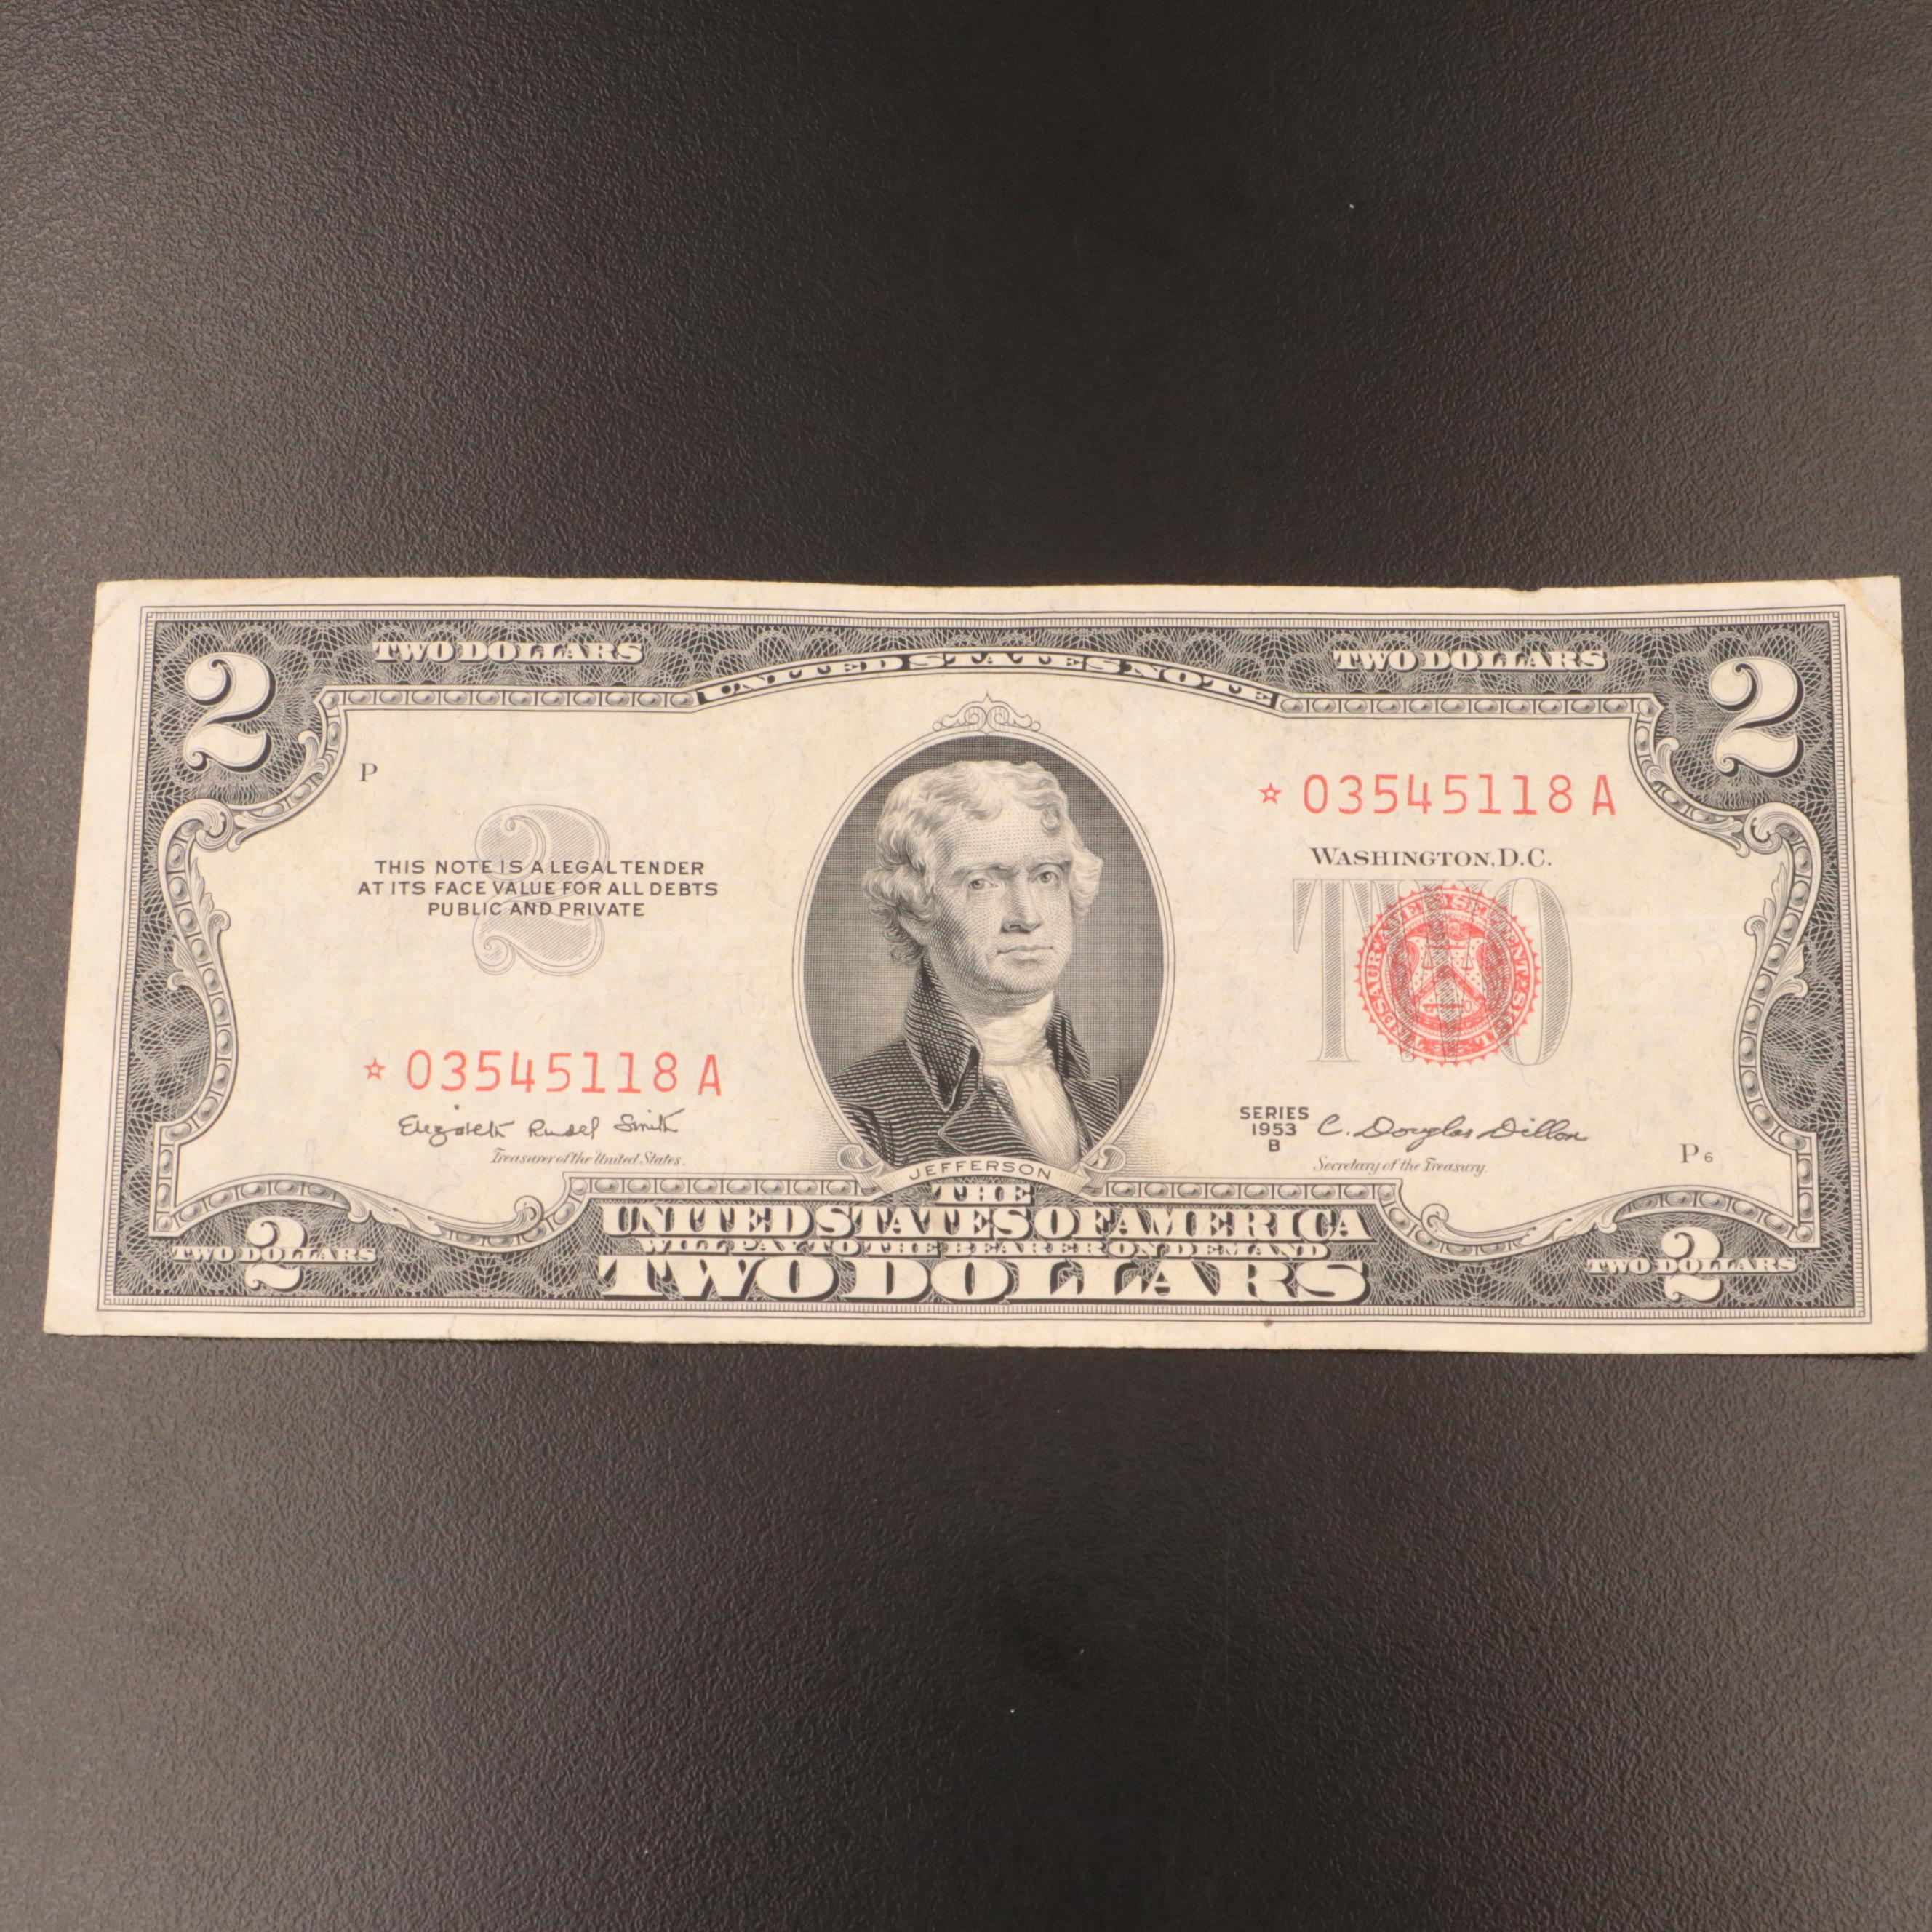 2 TWO DOLLARS UNITED STATES NOTE TWO DOLLARS 2
P
☆ 03545118 A
WASHINGTON, D.C.
2
THIS NOTE IS A LEGAL TENDER
AT ITS FACE VALUE FOR ALL DEBTS
PUBLIC AND PRIVATE
TWO
☆ 03545118 A
Elizabeth Rudel Smith
Treasurer of the United States.
SERIES
1953
B
C. Douglas Dillon
Secretary of the Treasury.
P 6
JEFFERSON
THE
UNITED STATES OF AMERICA
WILL PAY TO THE BEARER ON DEMAND
TWO DOLLARS
2 TWO DOLLARS
2 TWO DOLLARS